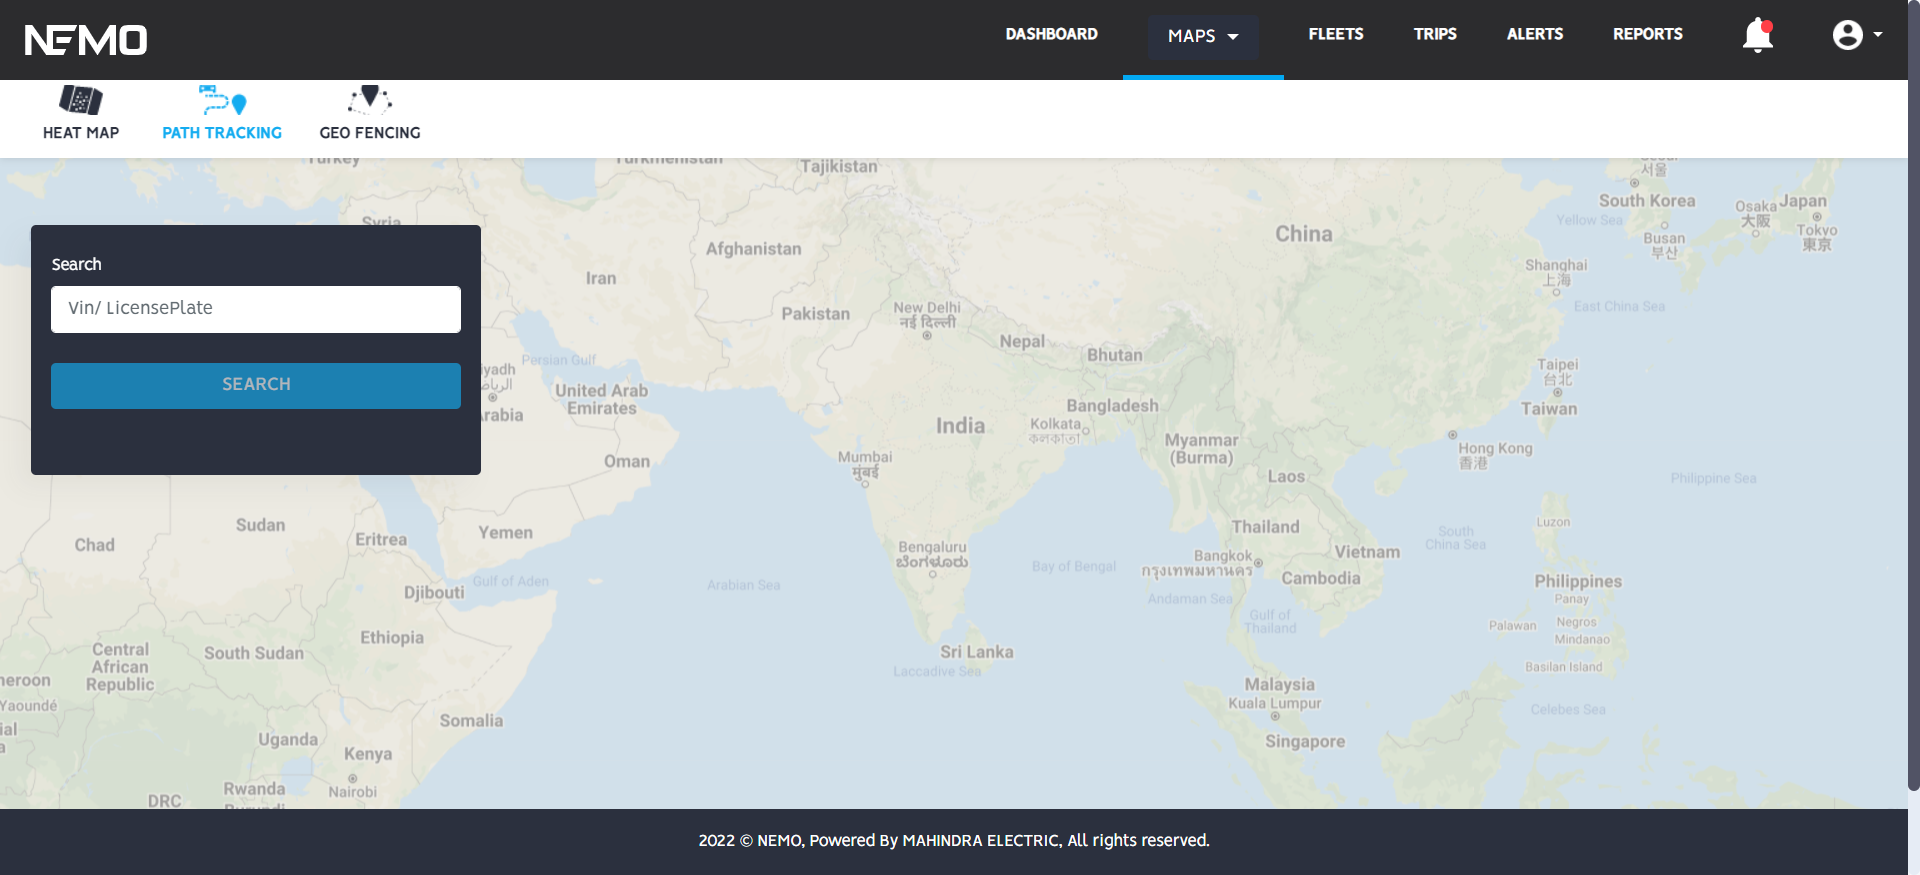 NEMO
DASHBOARD
MAPS
FLEETS
TRIPS
ALERTS
REPORTS
HEAT MAP
PATH TRACKING
GEO FENCING
Turkey
Turkmenistan
Tajikistan
서울
South Korea
Osaka
大阪
Japan
Yellow Sea
Busan
부산
Tokyo
東京
Syria
Afghanistan
China
Shanghai
上海
Search
Iran
Vin/ LicensePlate
Pakistan
New Delhi
नई दिल्ली
East China Sea
Nepal
Bhutan
Persian Gulf
Taipei
台北
SEARCH
United Arab
Emirates
Bangladesh
Taiwan
India
Kolkata
কলকাতা
Myanmar
(Burma)
Hong Kong
香港
Mumbai
मुंबई
Oman
Laos
Philippine Sea
Sudan
Yemen
Thailand
Luzon
Chad
Eritrea
South
China Sea
Bengaluru
ಬೆಂಗಳೂರು
Bangkok
กรุงเทพมหานคร
Vietnam
Bay of Bengal
Cambodia
Gulf of Aden
Arabian Sea
Philippines
Djibouti
Andaman Sea
Panay
Gulf of
Thailand
Palawan
Negros
Mindanao
Ethiopia
Central
African
Republic
South Sudan
Sri Lanka
Laccadive Sea
Basilan Island
Malaysia
Kuala Lumpur
Yaoundé
Celebes Sea
Somalia
Uganda
Kenya
Singapore
Rwanda
Nairobi
DRC
Burundi
2022 © NEMO, Powered By MAHINDRA ELECTRIC, All rights reserved.